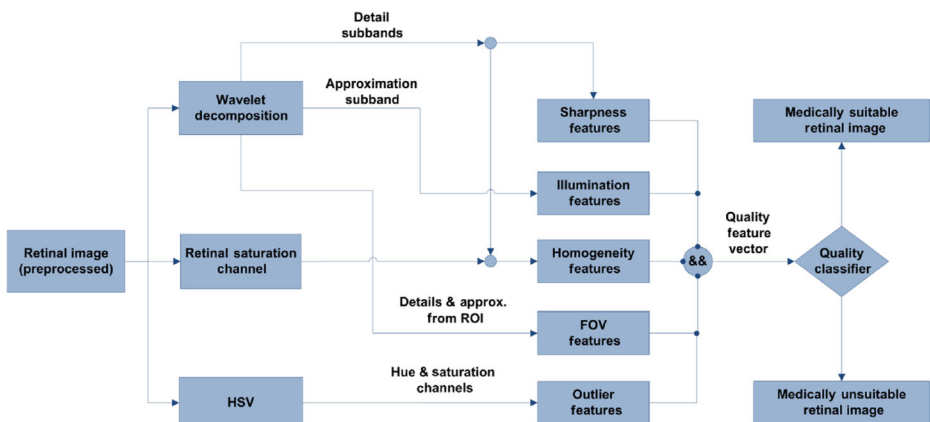 Detail
subbands
Approximation
subband
Wavelet
decomposition
Sharpness
features
Medically suitable
retinal image
Illumination
features
Quality
feature
vector
Retinal image
(preprocessed)
Retinal saturation
channel
Homogeneity
features
&&
Quality
classifier
Details & approx.
from ROI
FOV
features
Hue & saturation
channels
HSV
Outlier
features
Medically unsuitable
retinal image